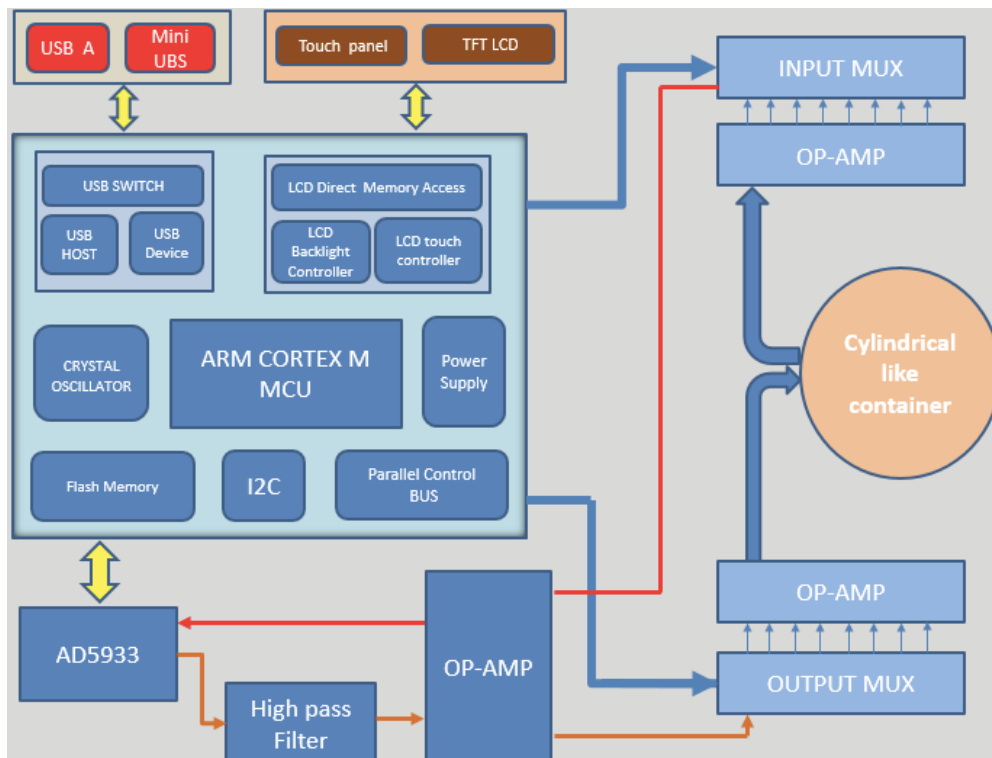 USB A
Mini
UBS
Touch panel
TFT LCD
INPUT MUX
OP-AMP
USB SWITCH
USB
HOST
USB
Device
LCD Direct Memory Access
LCD
Backlight
Controller
LCD touch
controller
CRYSTAL
OSCILLATOR
ARM CORTEX M
MCU
Power
Supply
Cylindrical
like
container
Flash Memory
I2C
Parallel Control
BUS
AD5933
High pass
Filter
OP-AMP
OP-AMP
OUTPUT MUX